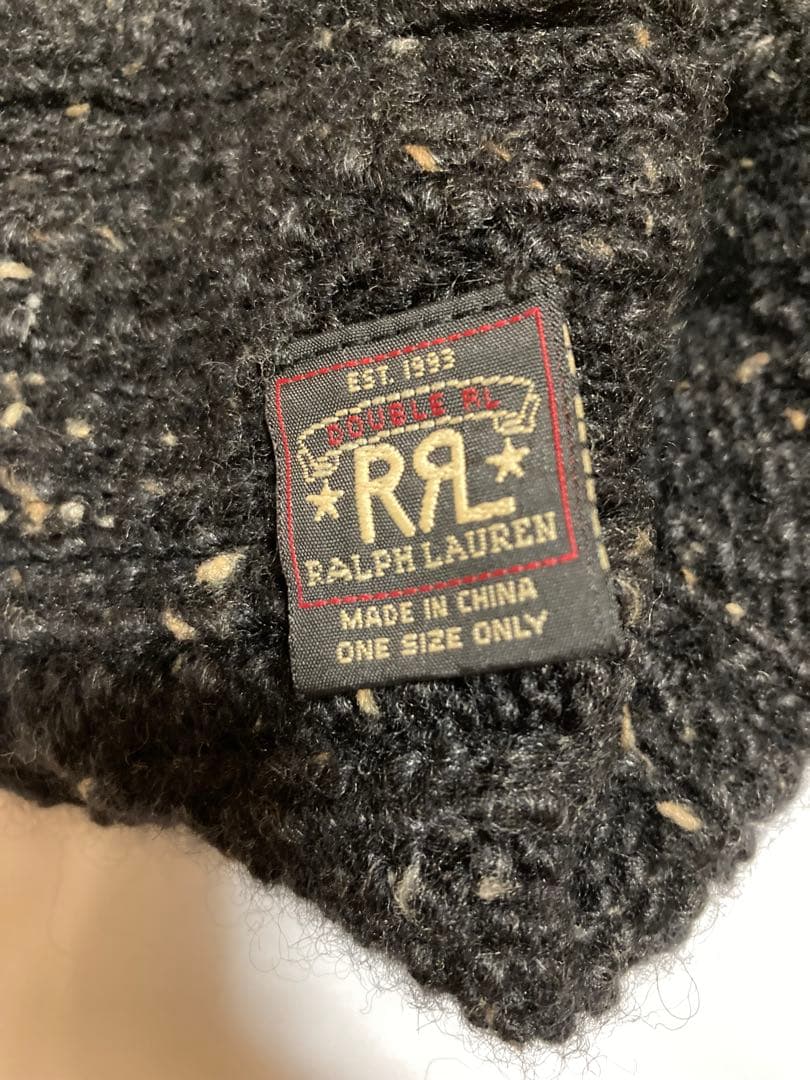 EST. 1993
DOUBLE RL
RRL
RALPH LAUREN
MADE IN CHINA
ONE SIZE ONLY